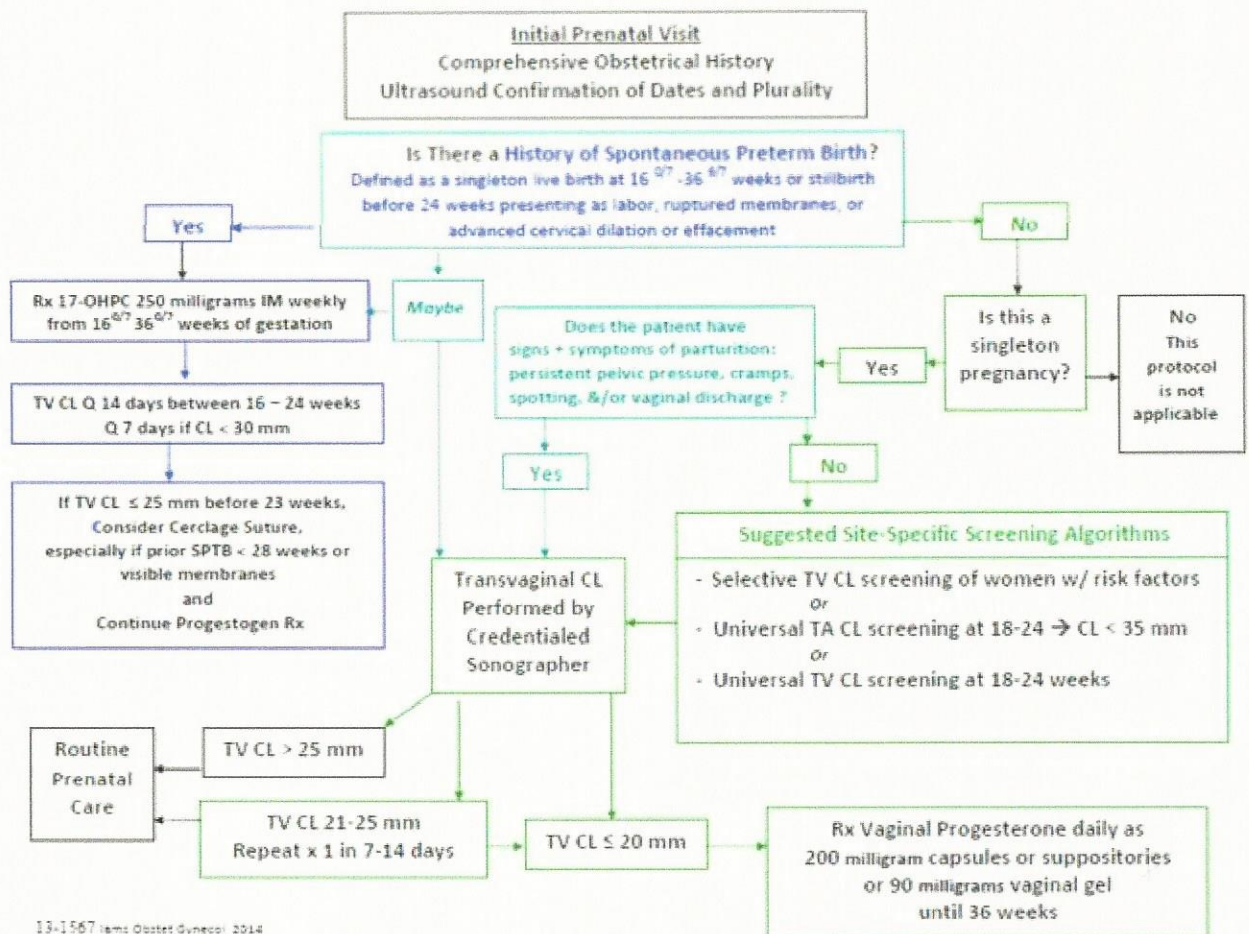 Initial Prenatal Visit
Comprehensive Obstetrical History
Ultrasound Confirmation of Dates and Plurality
Is There a History of Spontaneous Preterm Birth?
Defined as a singleton live birth at 16 0/7 -36 6/7 weeks or stillbirth
before 24 weeks presenting as labor, ruptured membranes, or
advanced cervical dilation or effacement
Yes
No
Maybe
Rx 17-OHPC 250 milligrams IM weekly
from 16 0/7 36 6/7 weeks of gestation
TV CL Q 14 days between 16 – 24 weeks
Q 7 days if CL < 30 mm
If TV CL ≤ 25 mm before 23 weeks,
Consider Cerclage Suture,
especially if prior SPTB < 28 weeks or
visible membranes
and
Continue Progestogen Rx
Is this a
singleton
pregnancy?
No
This
protocol
is not
applicable
Yes
Does the patient have
signs + symptoms of parturition:
persistent pelvic pressure, cramps,
spotting, &/or vaginal discharge ?
Yes
No
Suggested Site-Specific Screening Algorithms
- Selective TV CL screening of women w/ risk factors
Or
- Universal TA CL screening at 18-24 → CL < 35 mm
Or
- Universal TV CL screening at 18-24 weeks
Transvaginal CL
Performed by
Credentialed
Sonographer
TV CL > 25 mm
Routine
Prenatal
Care
TV CL 21-25 mm
Repeat x 1 in 7-14 days
TV CL ≤ 20 mm
Rx Vaginal Progesterone daily as
200 milligram capsules or suppositories
or 90 milligrams vaginal gel
until 36 weeks
13-1567 Iams Obstet Gynecol 2014